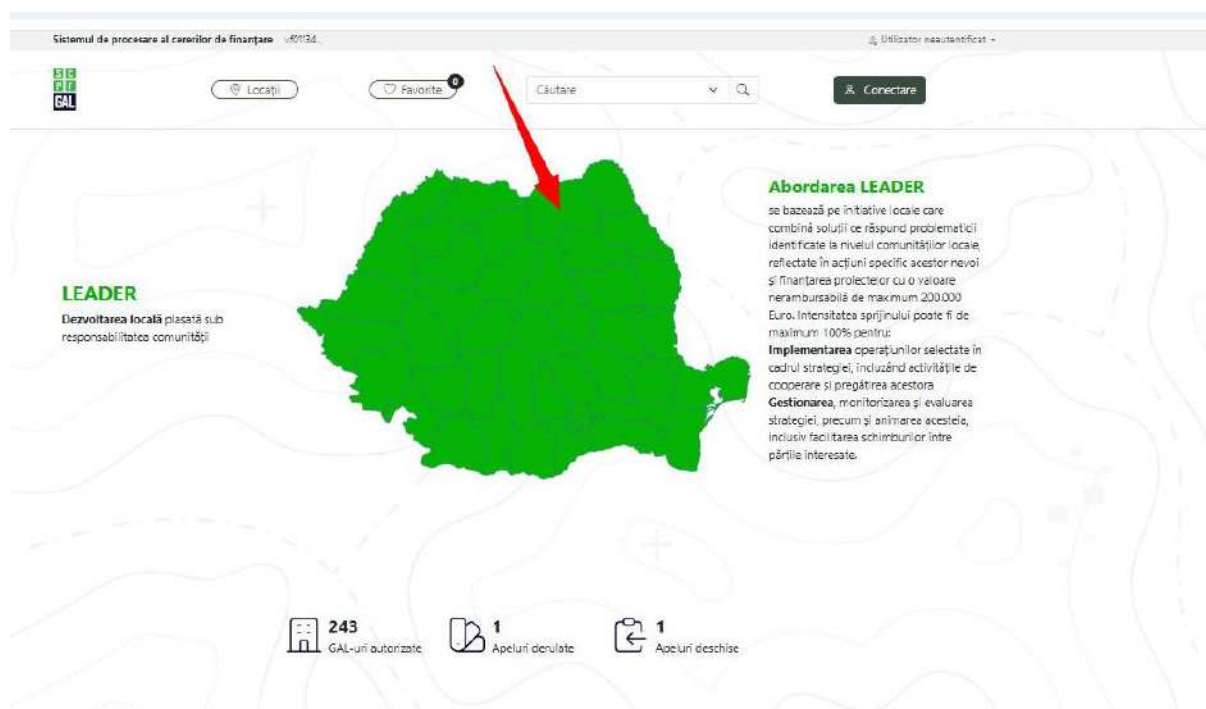 Sistemul de procesare al cererilor de finanțare
Utilizator neautentificat
SCPF
GAL
Locații
Favorite
0
Căutare
Conectare
LEADER
Dezvoltarea locală plasată sub
responsabilitatea comunității
Abordarea LEADER
se bazează pe inițiative locale care
combină soluții ce răspund problematicii
identificate la nivelul comunităților locale,
reflectate în acțiuni specific acestor nevoi
și finanțarea proiectelor cu o valoare
nerambursabilă de maximum 200.000
Euro. Intensitatea sprijinului poate fi de
maximum 100% pentru:
Implementarea operațiunilor selectate în
cadrul strategiei, incluzând activitățile de
cooperare și pregătirea acestora
Gestionarea, monitorizarea și evaluarea
strategiei, precum și animarea acesteia,
inclusiv facilitarea schimburilor între
părțile interesate.
243
GAL-uri autorizate
1
Apeluri derulate
1
Apeluri deschise